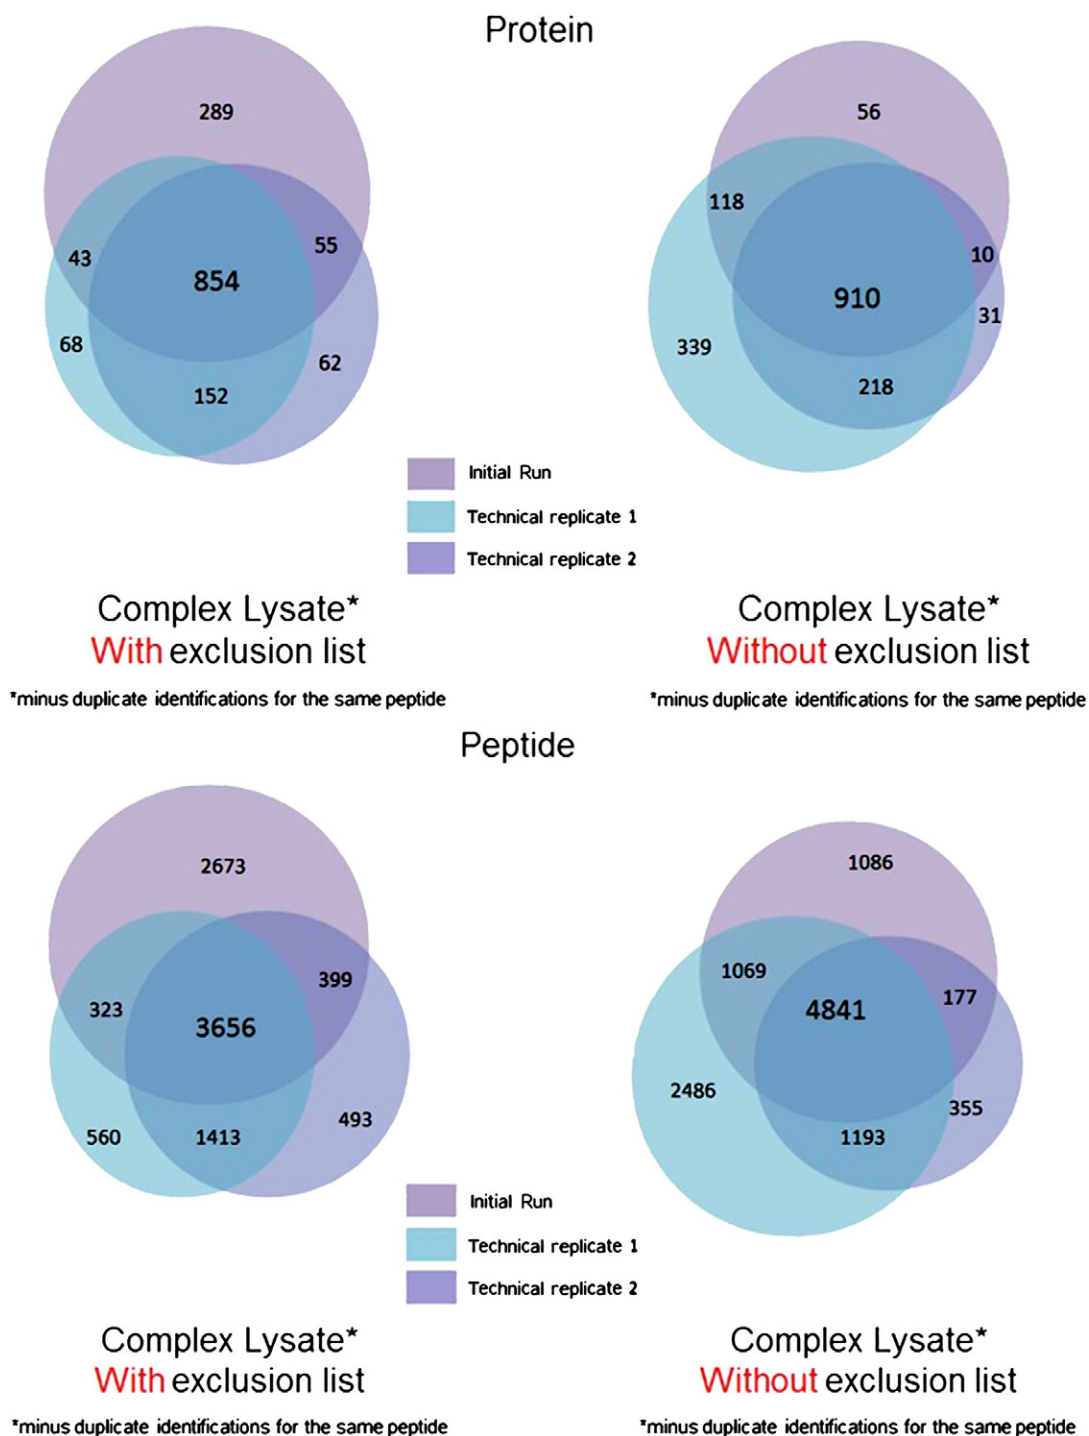 Protein
289
56
118
43
55
10
854
910
31
68
339
62
152
218
Initial Run
Technical replicate 1
Technical replicate 2
Complex Lysate*
With exclusion list
*minus duplicate identifications for the same peptide
Complex Lysate*
Without exclusion list
*minus duplicate identifications for the same peptide
Peptide
2673
1086
399
1069
177
323
3656
4841
2486
355
560
1413
493
1193
Initial Run
Technical replicate 1
Technical replicate 2
Complex Lysate*
With exclusion list
*minus duplicate identifications for the same peptide
Complex Lysate*
Without exclusion list
*minus duplicate identifications for the same peptide